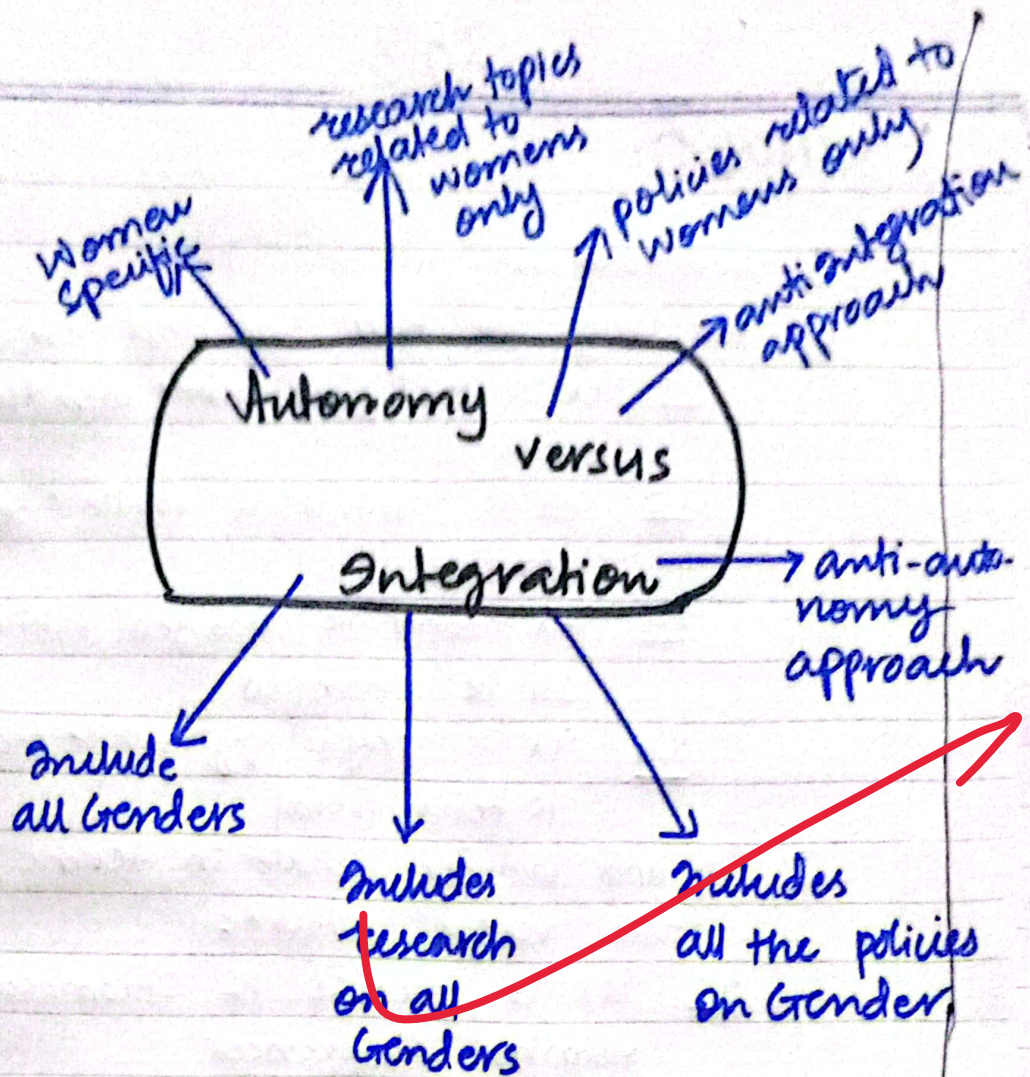 women
specific
research topics
related to
womens
only
policies related to
womens only
anti integration
approach
Autonomy
versus
Integration
anti-auto-
nomy
approach
Include
all Genders
Includes
research
on all
Genders
Includes
all the policies
on Gender